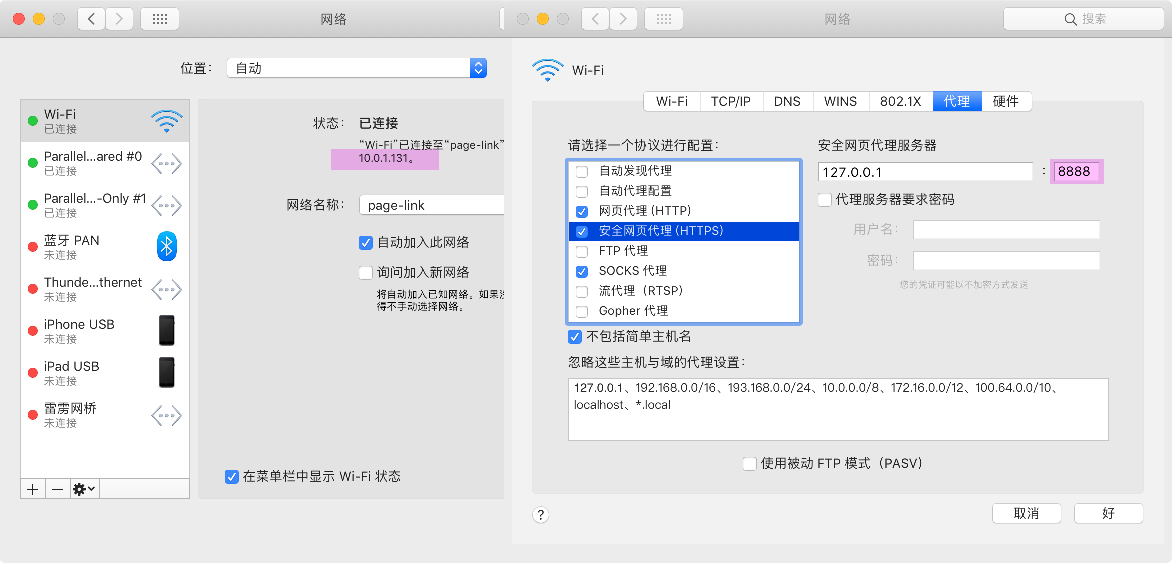 网络
位置: 自动
Wi-Fi
已连接
Parallel...ared #0
已连接
Parallel...-Only #1
已连接
蓝牙 PAN
未连接
Thunde...thernet
未连接
iPhone USB
未连接
iPad USB
未连接
雷雳网桥
未连接
状态: 已连接
“Wi-Fi”已连接至“page-link”
10.0.1.131。
网络名称: page-link
自动加入此网络
询问加入新网络
将自动加入已知网络。如果
得不手动选择网络。
在菜单栏中显示 Wi-Fi 状态
网络
搜索
Wi-Fi
Wi-Fi TCP/IP DNS WINS 802.1X 代理 硬件
请选择一个协议进行配置:
自动发现代理
自动代理配置
网页代理 (HTTP)
安全网页代理 (HTTPS)
FTP 代理
SOCKS 代理
流代理（RTSP）
Gopher 代理
安全网页代理服务器
127.0.0.1 : 8888
代理服务器要求密码
用户名:
密码:
您的凭证可能以不加密方式发送
不包括简单主机名
忽略这些主机与域的代理设置:
127.0.0.1、192.168.0.0/16、193.168.0.0/24、10.0.0.0/8、172.16.0.0/12、100.64.0.0/10、
localhost、*.local
使用被动 FTP 模式（PASV）
?
取消 好